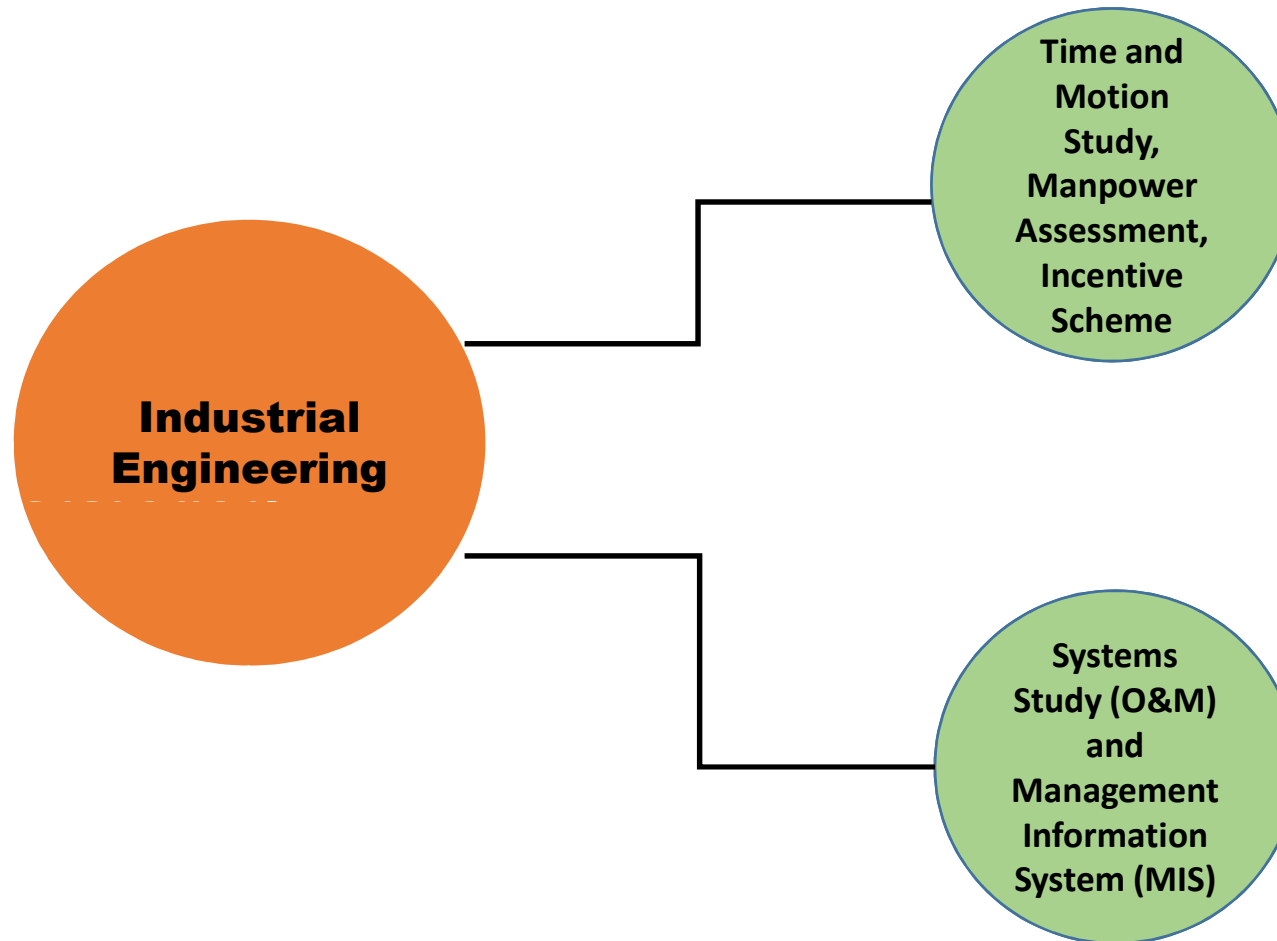 Time and
Motion
Study,
Manpower
Assessment,
Incentive
Scheme
Industrial
Engineering
Systems
Study (O&M)
and
Management
Information
System (MIS)